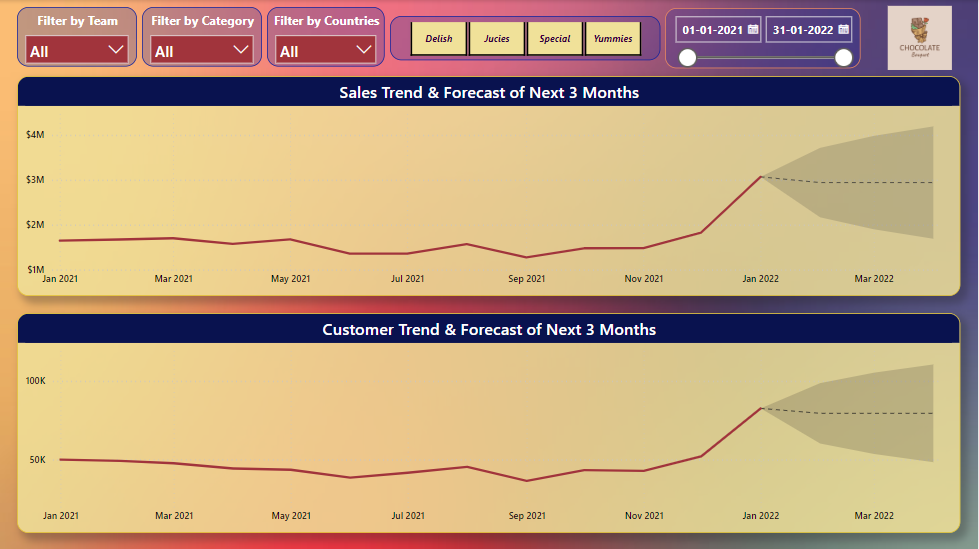 Filter by Team
All
Filter by Category
All
Filter by Countries
All
Delish
Jucies
Special
Yummies
01-01-2021
31-01-2022
CHOCOLATE
Bouquet
Sales Trend & Forecast of Next 3 Months
$4M
$3M
$2M
$1M
Jan 2021 Mar 2021 May 2021 Jul 2021 Sep 2021 Nov 2021 Jan 2022 Mar 2022
Customer Trend & Forecast of Next 3 Months
100K
50K
Jan 2021 Mar 2021 May 2021 Jul 2021 Sep 2021 Nov 2021 Jan 2022 Mar 2022